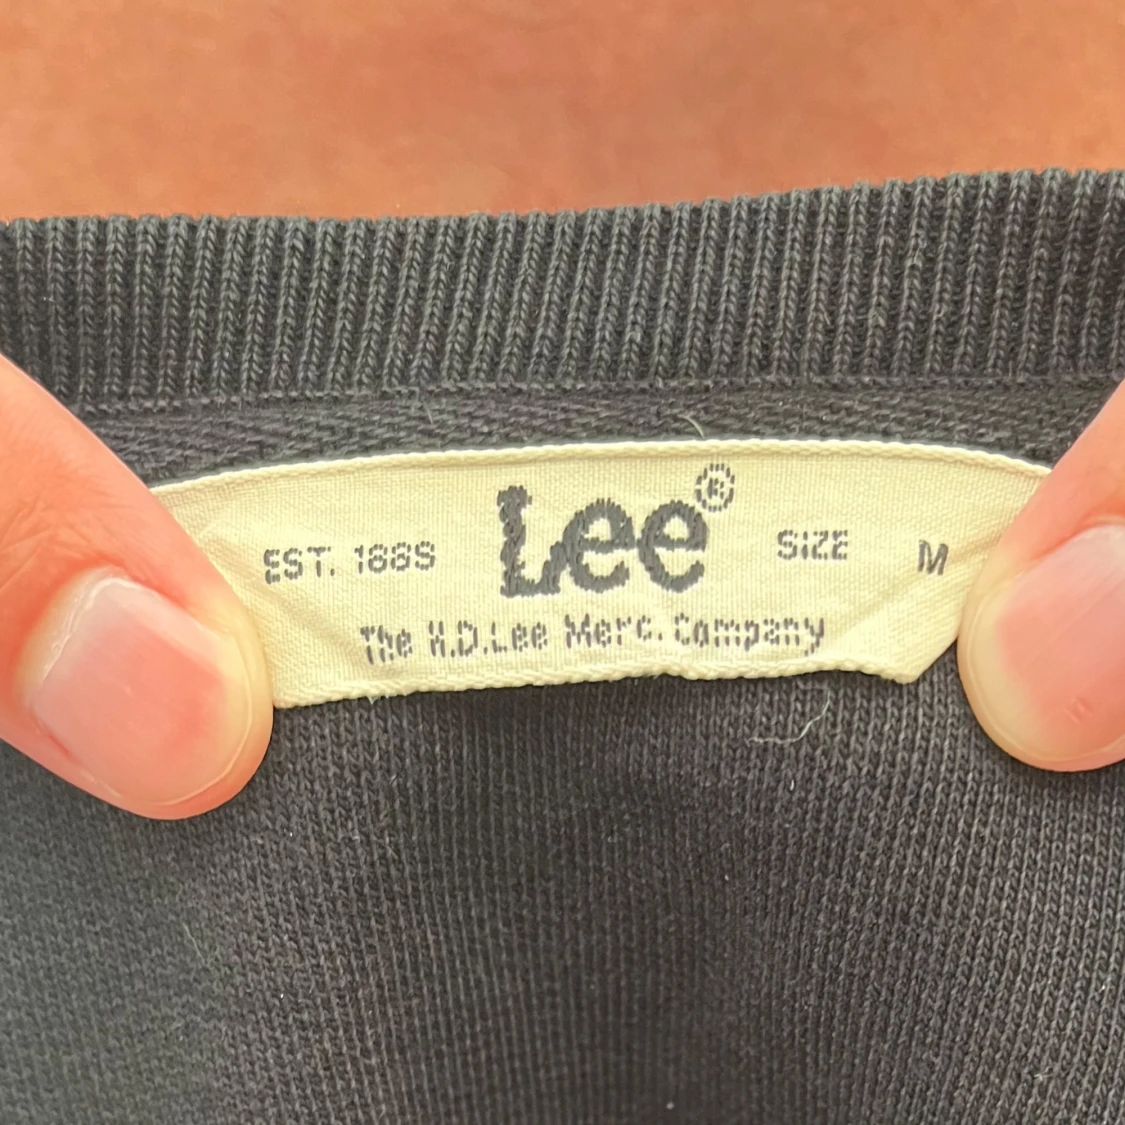 Lee®
EST. 1889 SIZE M
The H.D.Lee Merc. Company